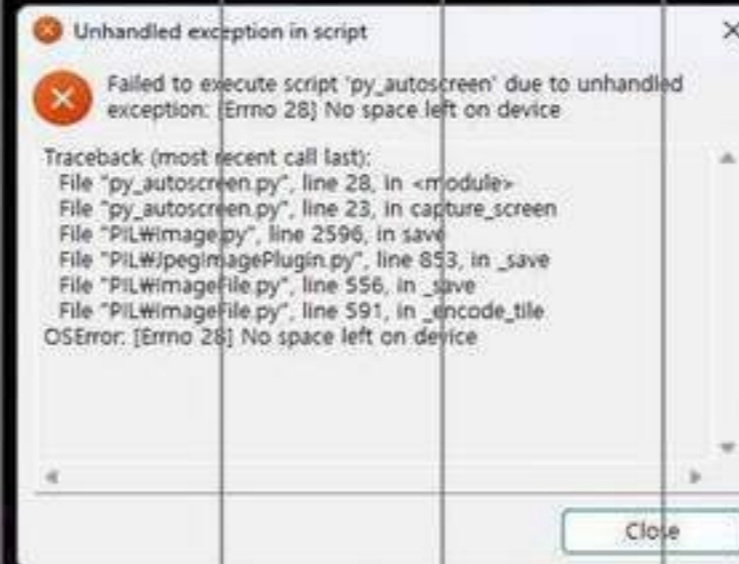 Unhandled exception in script
Failed to execute script 'py_autoscreen' due to unhandled
exception: [Errno 28] No space left on device
Traceback (most recent call last):
File "py_autoscreen.py", line 28, in <module>
File "py_autoscreen.py", line 23, in capture_screen
File "PIL₩Image.py", line 2596, in save
File "PIL₩JpegImagePlugin.py", line 853, in _save
File "PIL₩ImageFile.py", line 556, in _save
File "PIL₩ImageFile.py", line 591, in _encode_tile
OSError: [Errno 28] No space left on device
Close